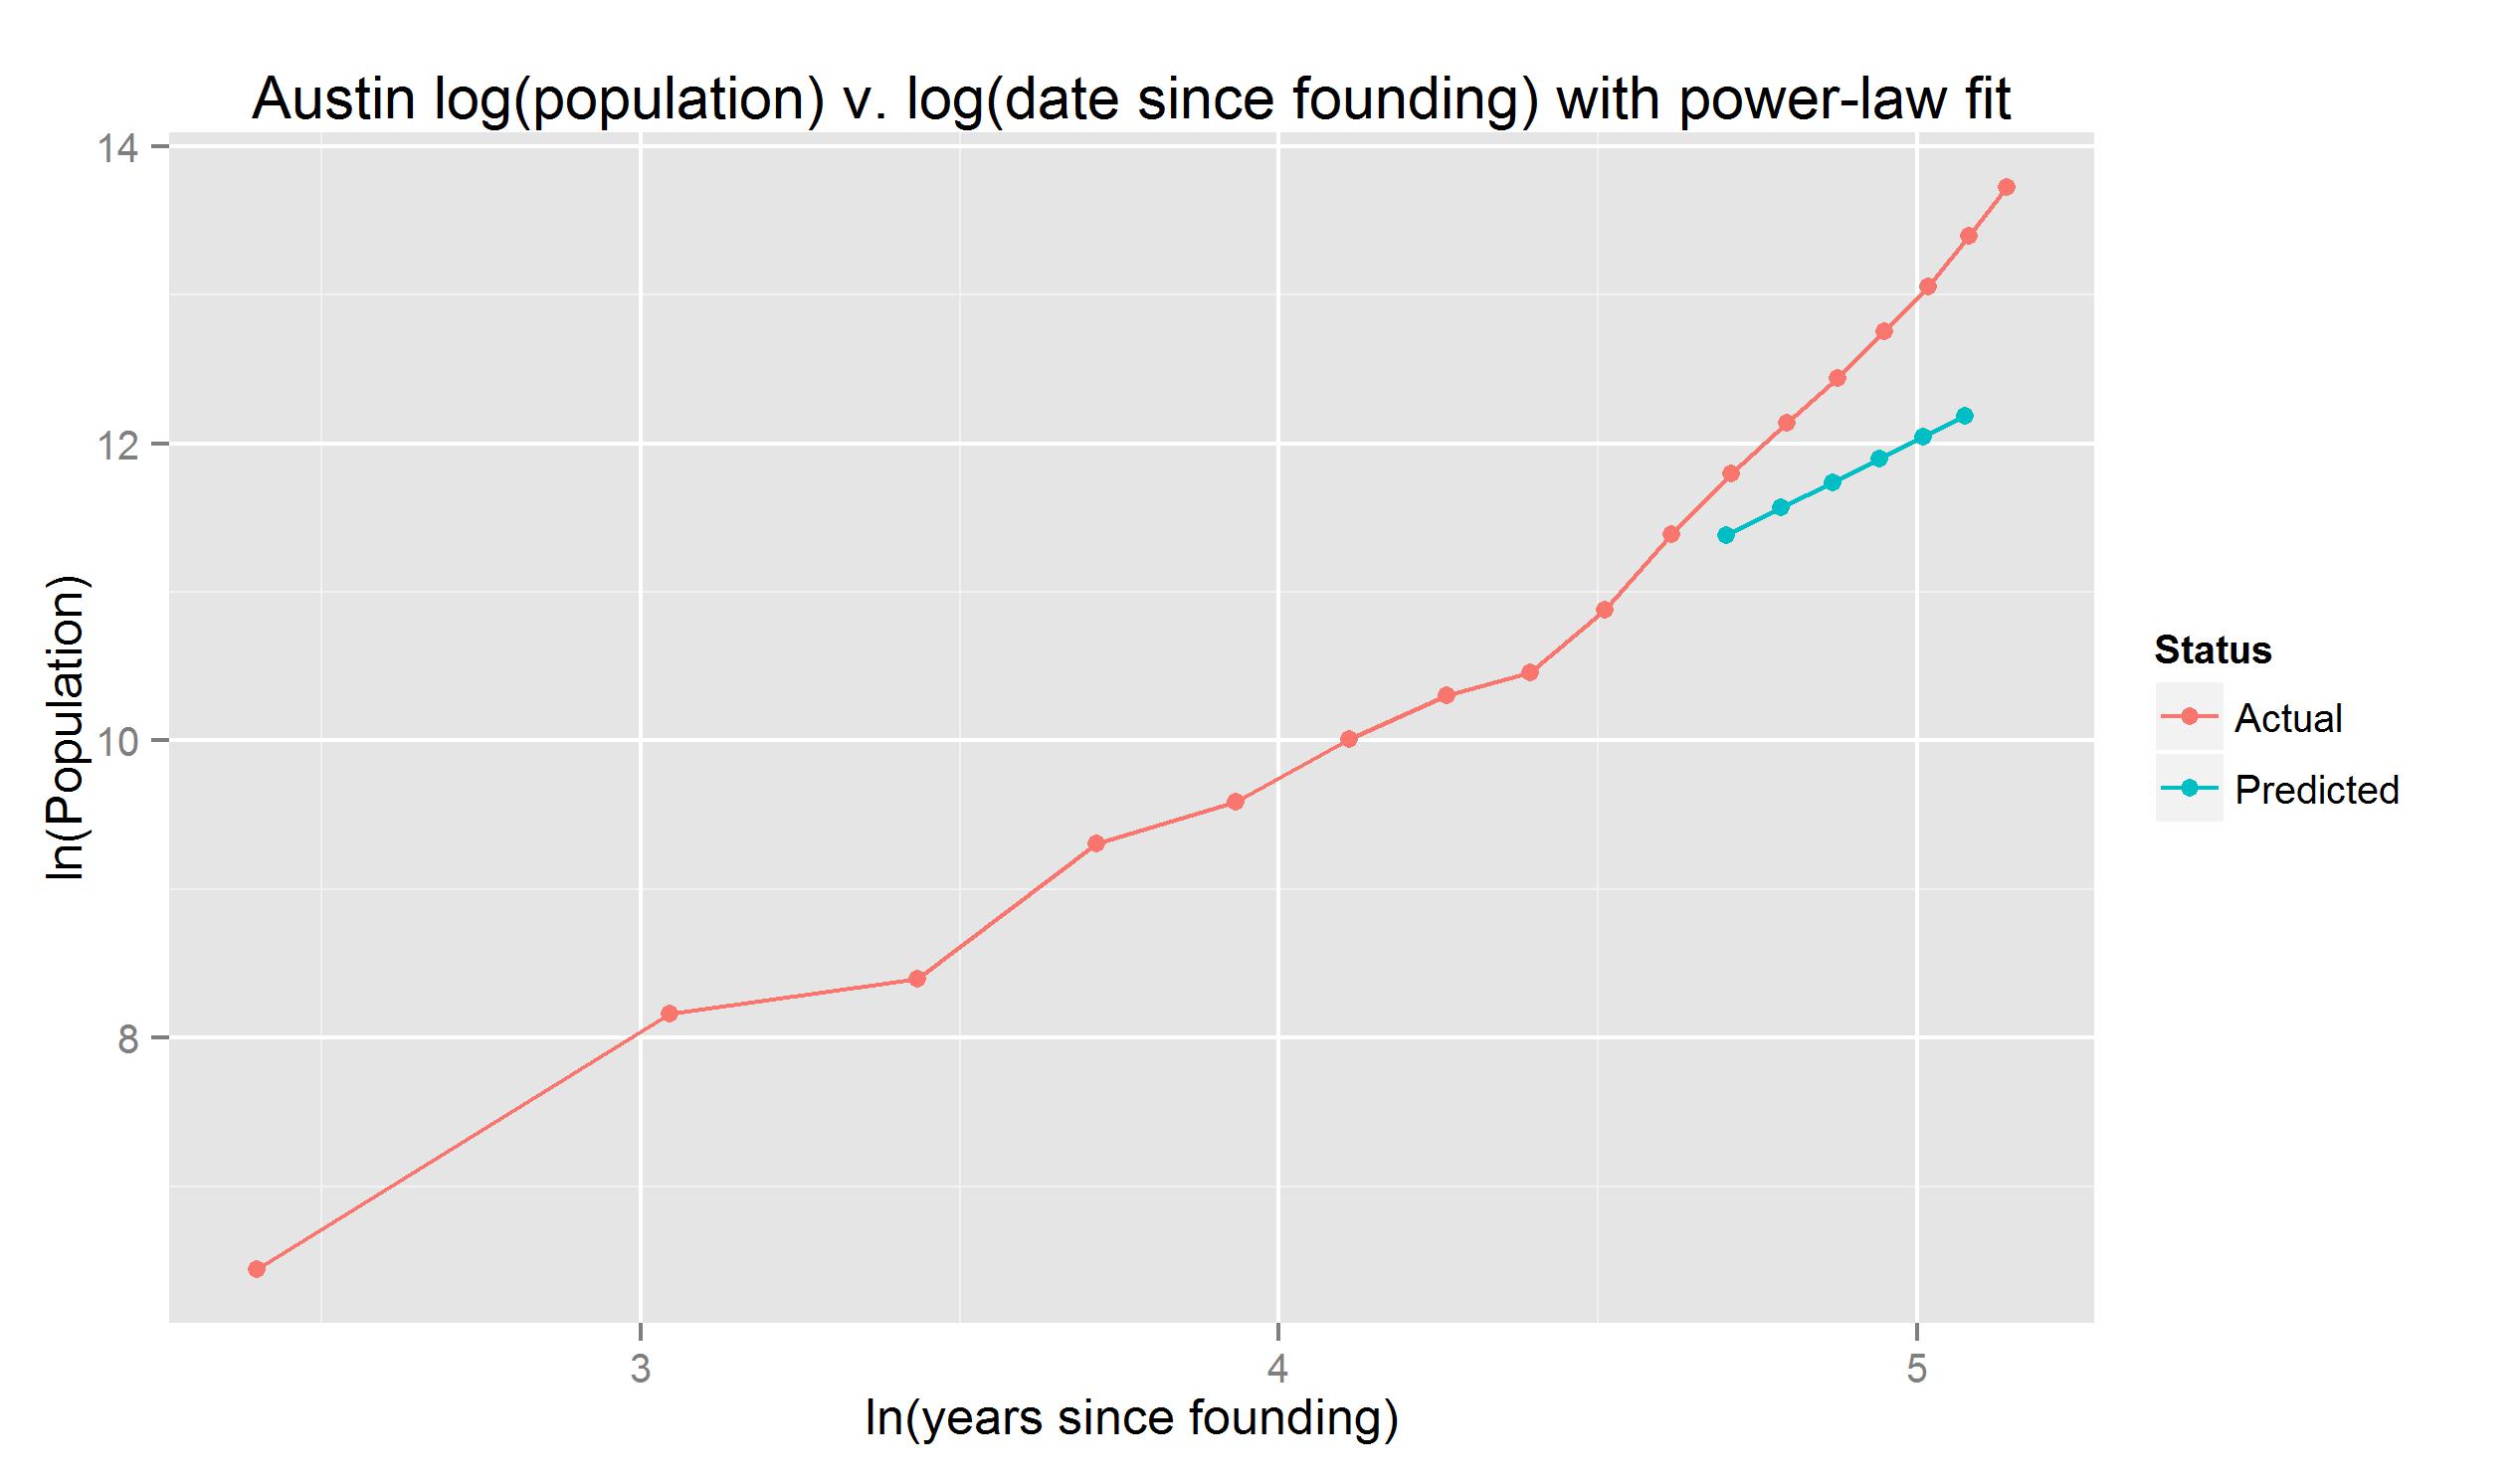 Austin log(population) v. log(date since founding) with power-law fit
14
12
10
8
ln(Population)
3
4
5
ln(years since founding)
Status
Actual
Predicted